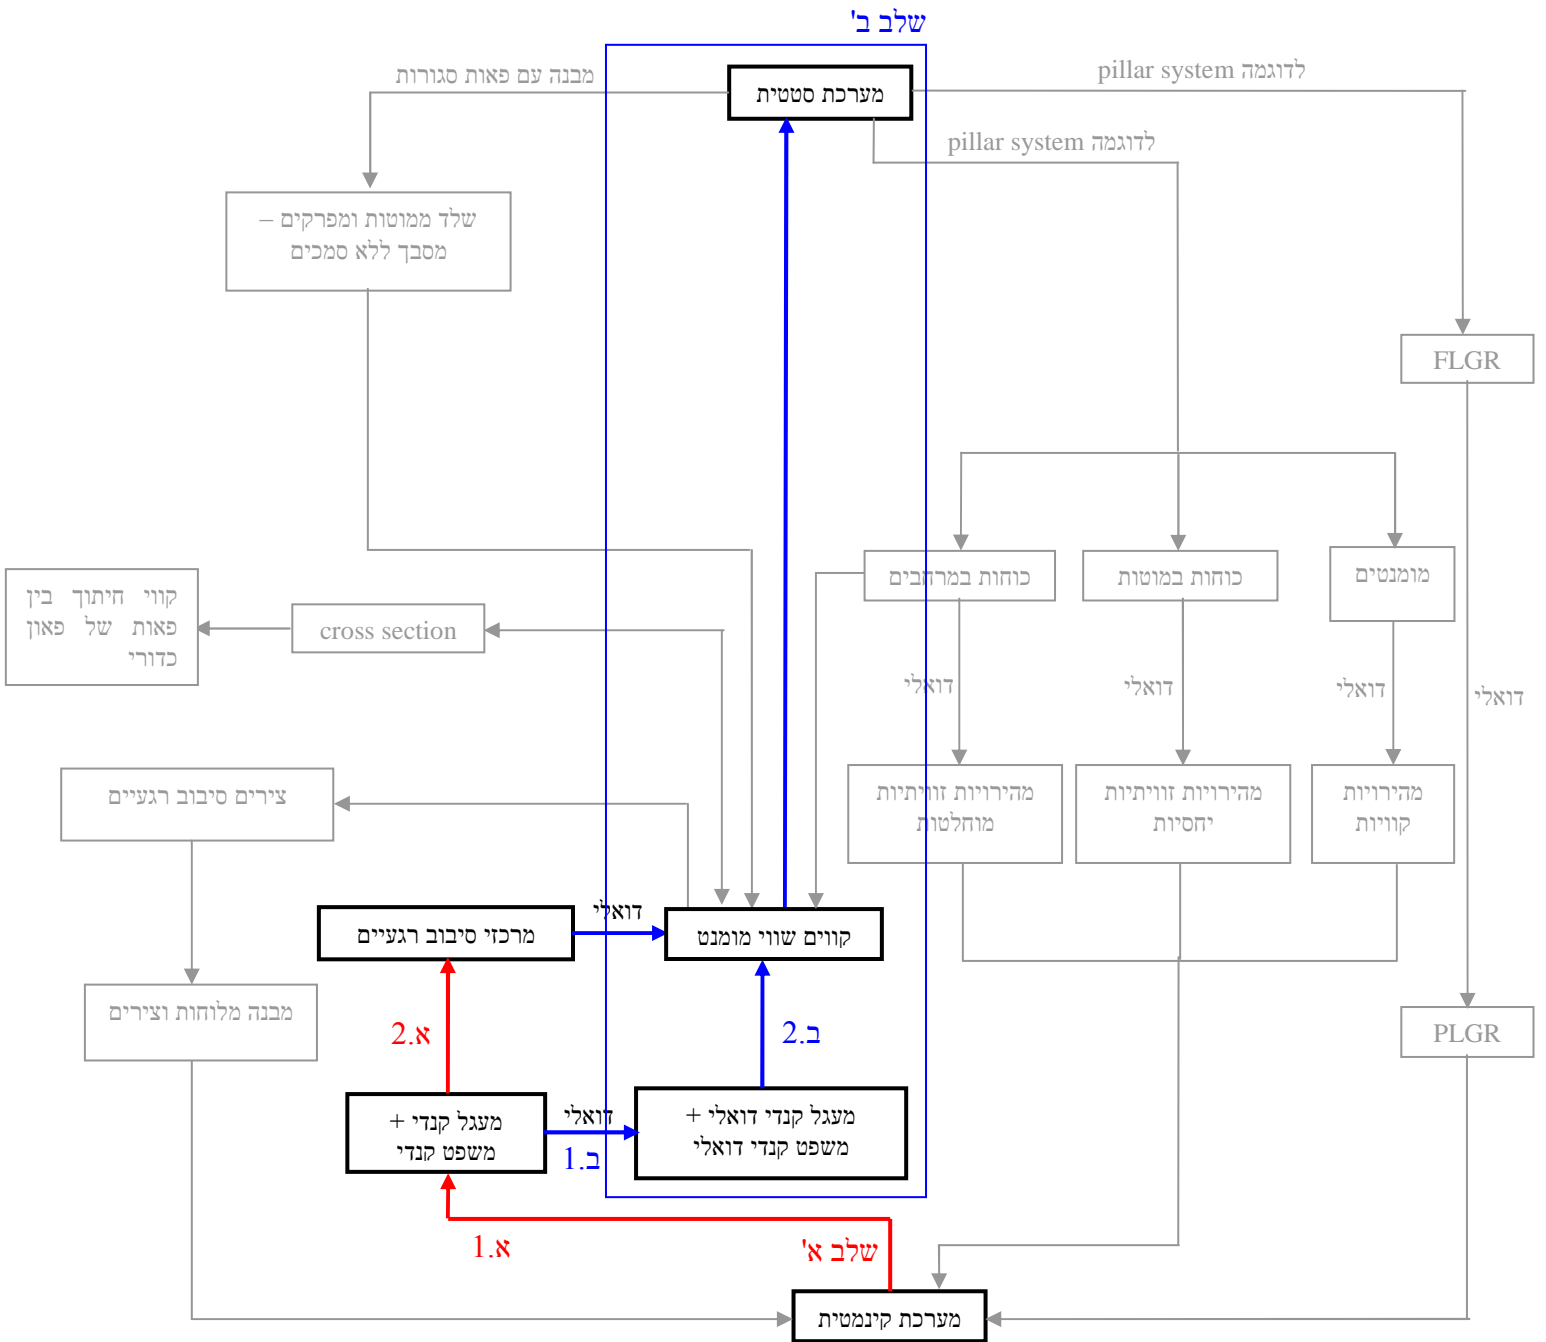 שלב ב'
מבנה עם פאות סגורות
לדוגמה pillar system
מערכת סטטית
לדוגמה pillar system
שלד ממוטות ומפרקים –
מסבך ללא סמכים
FLGR
כוחות במרחבים
כוחות במוטות
מומנטים
קווי חיתוך בין
פאות של פאון
כדורי
cross section
דואלי
דואלי
דואלי
דואלי
צירים סיבוב רגעיים
מהירויות זוויתיות
מוחלטות
מהירויות זוויתיות
יחסיות
מהירויות
קוויות
דואלי
מרכזי סיבוב רגעיים
קווים שווי מומנט
מבנה מלוחות וצירים
א.2
ב.2
PLGR
מעגל קנדי +
משפט קנדי
דואלי
ב.1
מעגל קנדי דואלי +
משפט קנדי דואלי
א.1
שלב א'
מערכת קינמטית